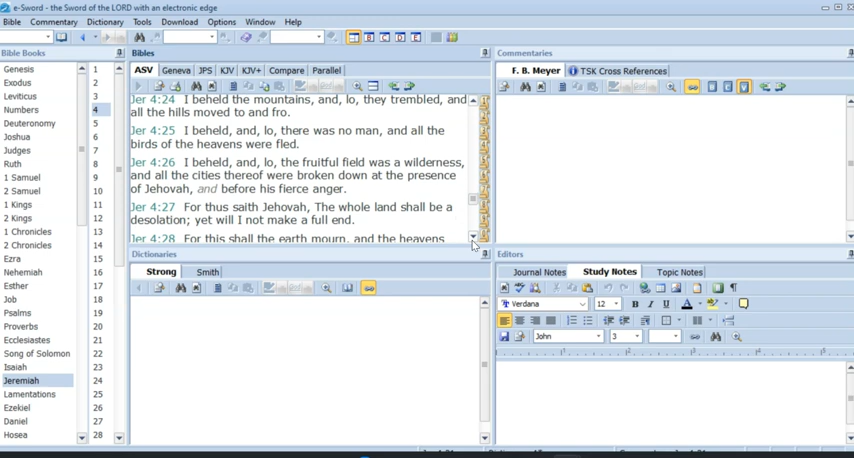 e-Sword - the Sword of the LORD with an electronic edge
Bible Commentary Dictionary Tools Download Options Window Help
B C D E
Bible Books
Genesis
Exodus
Leviticus
Numbers
Deuteronomy
Joshua
Judges
Ruth
1 Samuel
2 Samuel
1 Kings
2 Kings
1 Chronicles
2 Chronicles
Ezra
Nehemiah
Esther
Job
Psalms
Proverbs
Ecclesiastes
Song of Solomon
Isaiah
Jeremiah
Lamentations
Ezekiel
Daniel
Hosea
1
2
3
4
5
6
7
8
9
10
11
12
13
14
15
16
17
18
19
20
21
22
23
24
25
26
27
28
Bibles
ASV Geneva JPS KJV KJV+ Compare Parallel
Jer 4:24 I beheld the mountains, and, lo, they trembled, and
all the hills moved to and fro.
Jer 4:25 I beheld, and, lo, there was no man, and all the
birds of the heavens were fled.
Jer 4:26 I beheld, and, lo, the fruitful field was a wilderness,
and all the cities thereof were broken down at the presence
of Jehovah, and before his fierce anger.
Jer 4:27 For thus saith Jehovah, The whole land shall be a
desolation; yet will I not make a full end.
Jer 4:28 For this shall the earth mourn, and the heavens
Commentaries
F. B. Meyer TSK Cross References
Dictionaries
Strong Smith
Editors
Journal Notes Study Notes Topic Notes
Verdana 12 B I U A
John 3
1 2 3 4 5